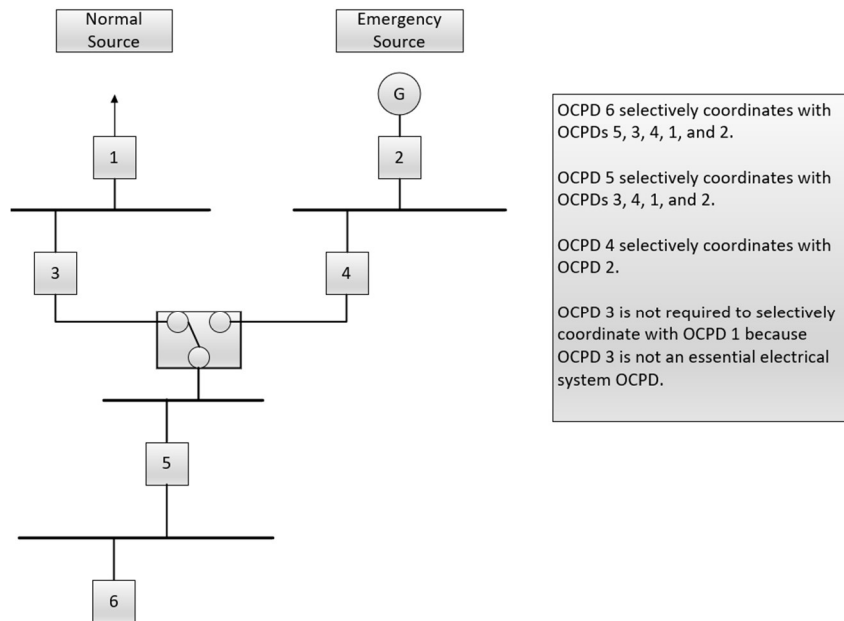 Normal
Source
Emergency
Source
G
1
2
3
4
5
6
OCPD 6 selectively coordinates with
OCPDs 5, 3, 4, 1, and 2.
OCPD 5 selectively coordinates with
OCPDs 3, 4, 1, and 2.
OCPD 4 selectively coordinates with
OCPD 2.
OCPD 3 is not required to selectively
coordinate with OCPD 1 because
OCPD 3 is not an essential electrical
system OCPD.